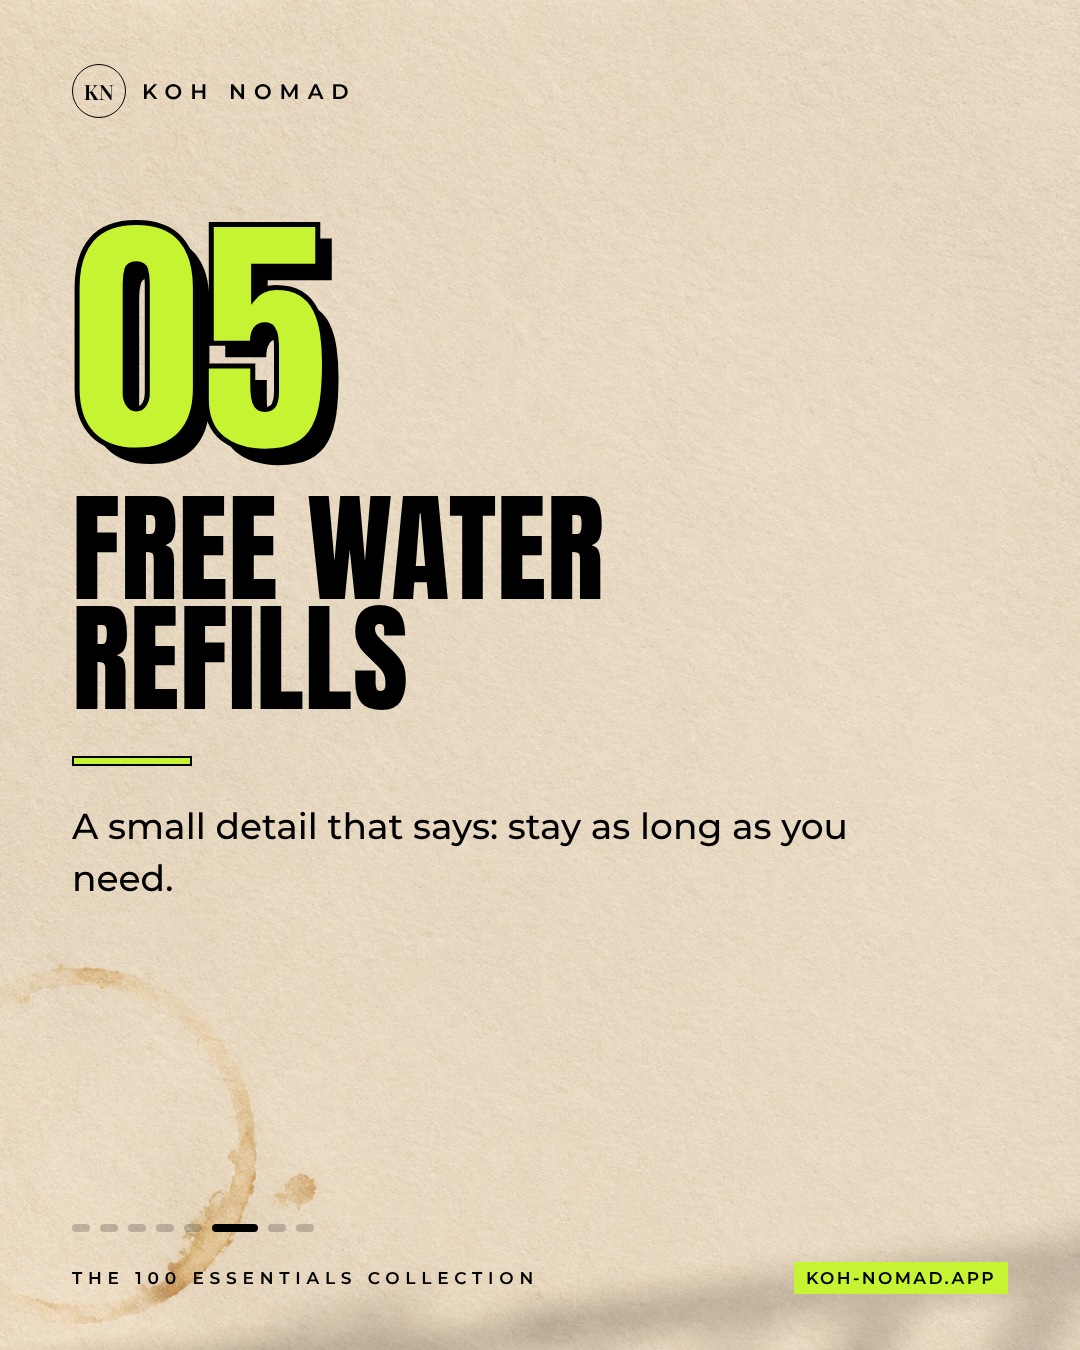 KN KOH NOMAD
05
FREE WATER
REFILLS
A small detail that says: stay as long as you
need.
THE 100 ESSENTIALS COLLECTION
KOH-NOMAD.APP